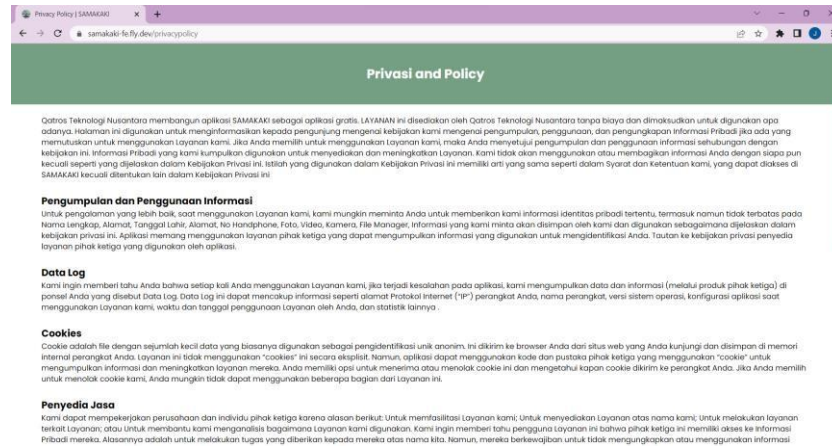 Privacy Policy | SAMAKAKI
samakaki-fe.fly.dev/privacypolicy
Privasi and Policy
Qatros Teknologi Nusantara membangun aplikasi SAMAKAKI sebagai aplikasi gratis. LAYANAN ini disediakan oleh Qatros Teknologi Nusantara tanpa biaya dan dimaksudkan untuk digunakan apa
adanya. Halaman ini digunakan untuk menginformasikan kepada pengunjung mengenai kebijakan kami mengenai pengumpulan, penggunaan, dan pengungkapan Informasi Pribadi jika ada yang
memutuskan untuk menggunakan Layanan kami. Jika Anda memilih untuk menggunakan Layanan kami, maka Anda menyetujui pengumpulan dan penggunaan informasi sehubungan dengan
kebijakan ini. Informasi Pribadi yang kami kumpulkan digunakan untuk menyediakan dan meningkatkan Layanan. Kami tidak akan menggunakan atau membagikan informasi Anda dengan siapa pun
kecuali seperti yang dijelaskan dalam Kebijakan Privasi ini. Istilah yang digunakan dalam Kebijakan Privasi ini memiliki arti yang sama seperti dalam Syarat dan Ketentuan kami, yang dapat diakses di
SAMAKAKI kecuali ditentukan lain dalam Kebijakan Privasi ini
Pengumpulan dan Penggunaan Informasi
Untuk pengalaman yang lebih baik, saat menggunakan Layanan kami, kami mungkin meminta Anda untuk memberikan kami informasi identitas pribadi tertentu, termasuk namun tidak terbatas pada
Nama Lengkap, Alamat, Tanggal Lahir, Alamat, No Handphone, Foto, Video, Kamera, File Manager, Informasi yang kami minta akan disimpan oleh kami dan digunakan sebagaimana dijelaskan dalam
kebijakan privasi ini. Aplikasi memang menggunakan layanan pihak ketiga yang dapat mengumpulkan informasi yang digunakan untuk mengidentifikasi Anda. Tautan ke kebijakan privasi penyedia
layanan pihak ketiga yang digunakan oleh aplikasi.
Data Log
Kami ingin memberi tahu Anda bahwa setiap kali Anda menggunakan Layanan kami, jika terjadi kesalahan pada aplikasi, kami mengumpulkan data dan informasi (melalui produk pihak ketiga) di
ponsel Anda yang disebut Data Log. Data Log ini dapat mencakup informasi seperti alamat Protokol Internet ("IP") perangkat Anda, nama perangkat, versi sistem operasi, konfigurasi aplikasi saat
menggunakan Layanan kami, waktu dan tanggal penggunaan Layanan oleh Anda, dan statistik lainnya .
Cookies
Cookie adalah file dengan sejumlah kecil data yang biasanya digunakan sebagai pengidentifikasi unik anonim. Ini dikirim ke browser Anda dari situs web yang Anda kunjungi dan disimpan di memori
internal perangkat Anda. Layanan ini tidak menggunakan "cookies" ini secara eksplisit. Namun, aplikasi dapat menggunakan kode dan pustaka pihak ketiga yang menggunakan "cookie" untuk
mengumpulkan informasi dan meningkatkan layanan mereka. Anda memiliki opsi untuk menerima atau menolak cookie ini dan mengetahui kapan cookie dikirim ke perangkat Anda. Jika Anda memilih
untuk menolak cookie kami, Anda mungkin tidak dapat menggunakan beberapa bagian dari Layanan ini.
Penyedia Jasa
Kami dapat mempekerjakan perusahaan dan individu pihak ketiga karena alasan berikut: Untuk memfasilitasi Layanan kami; Untuk menyediakan Layanan atas nama kami; Untuk melakukan layanan
terkait Layanan; atau Untuk membantu kami menganalisis bagaimana Layanan kami digunakan. Kami ingin memberi tahu pengguna Layanan ini bahwa pihak ketiga ini memiliki akses ke Informasi
Pribadi mereka. Alasannya adalah untuk melakukan tugas yang diberikan kepada mereka atas nama kita. Namun, mereka berkewajiban untuk tidak mengungkapkan atau menggunakan informasi